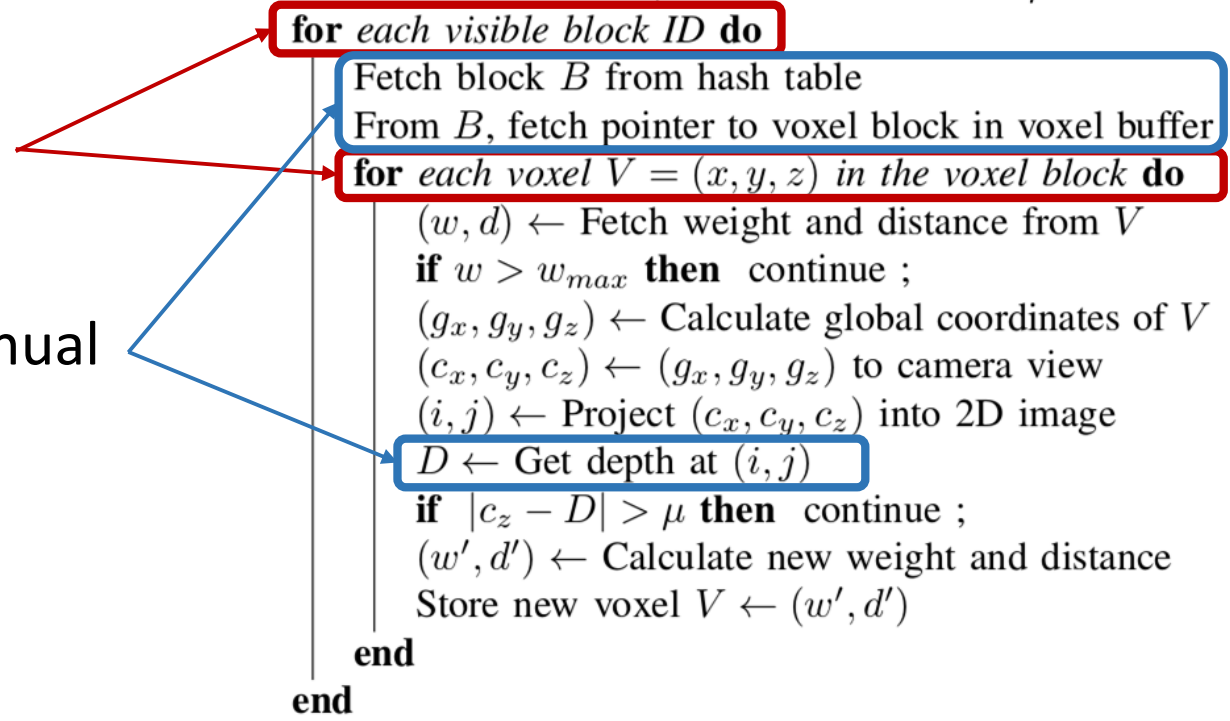 for each visible block ID do
Fetch block B from hash table
From B, fetch pointer to voxel block in voxel buffer
for each voxel V = (x, y, z) in the voxel block do
(w, d) ← Fetch weight and distance from V
if w > w_max then continue ;
(g_x, g_y, g_z) ← Calculate global coordinates of V
nual
(c_x, c_y, c_z) ← (g_x, g_y, g_z) to camera view
(i, j) ← Project (c_x, c_y, c_z) into 2D image
D ← Get depth at (i, j)
if |c_z − D| > μ then continue ;
(w′, d′) ← Calculate new weight and distance
Store new voxel V ← (w′, d′)
end
end